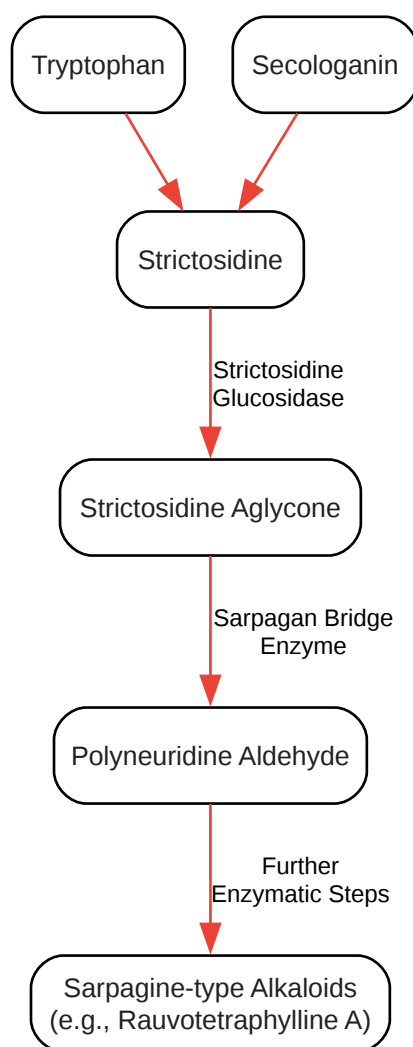 Tryptophan
Secologanin
Strictosidine
Strictosidine
Glucosidase
Strictosidine Aglycone
Sarpagan Bridge
Enzyme
Polyneuridine Aldehyde
Further
Enzymatic Steps
Sarpagine-type Alkaloids
(e.g., Rauvotetraphylline A)